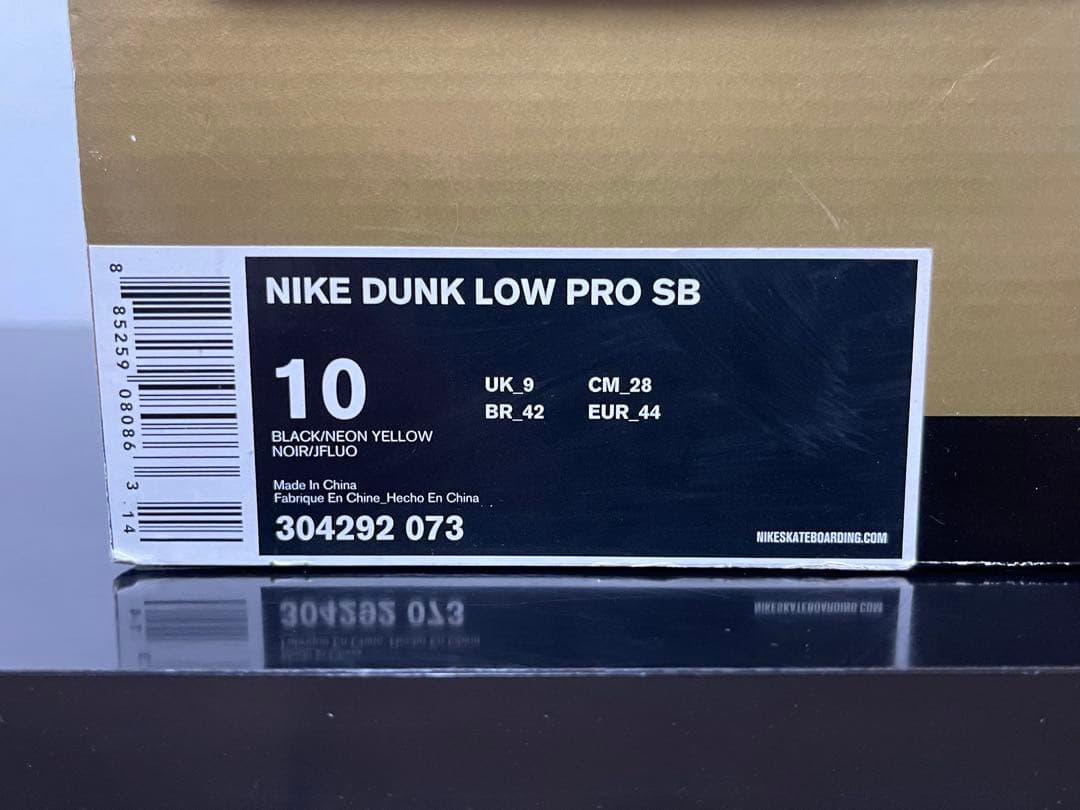 8 85259 08086 3 14
NIKE DUNK LOW PRO SB
10
UK_9 CM_28
BR_42 EUR_44
BLACK/NEON YELLOW
NOIR/JFLUO
Made In China
Fabrique En Chine_Hecho En China
304292 073
NIKESKATEBOARDING.COM